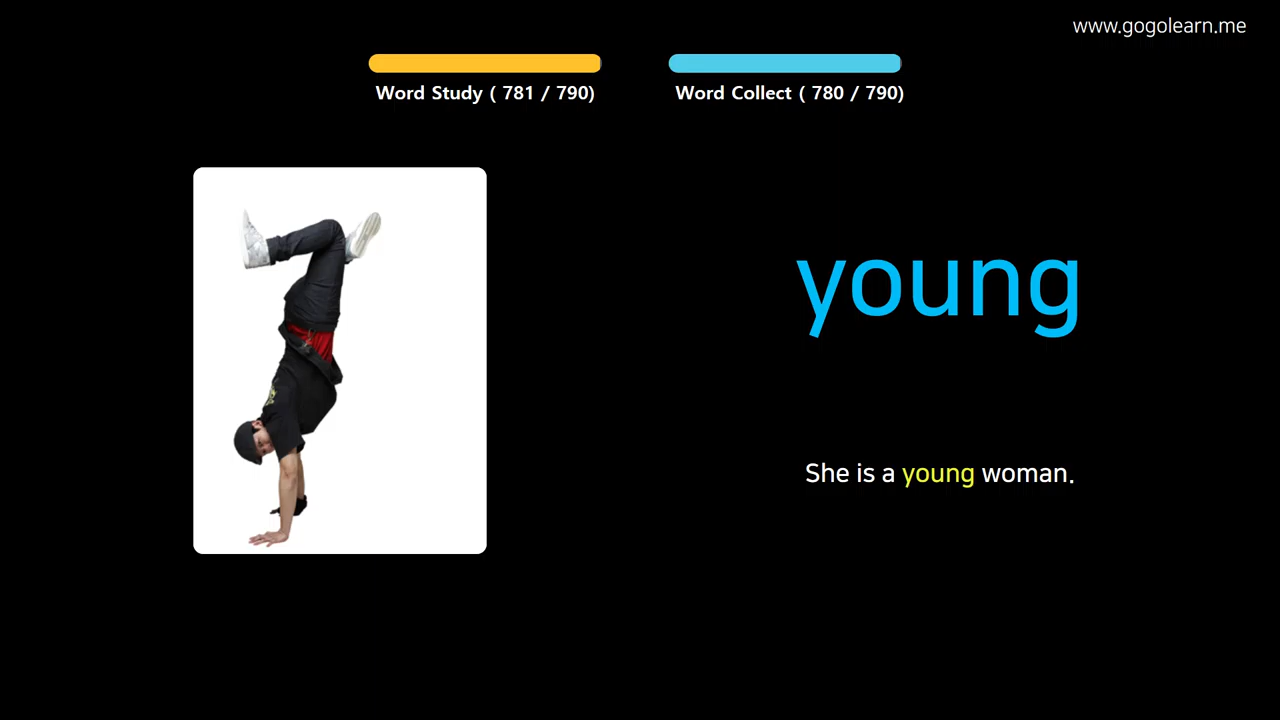 www.gogolearn.me
Word Study ( 781 / 790)
Word Collect ( 780 / 790)
young
She is a young woman.